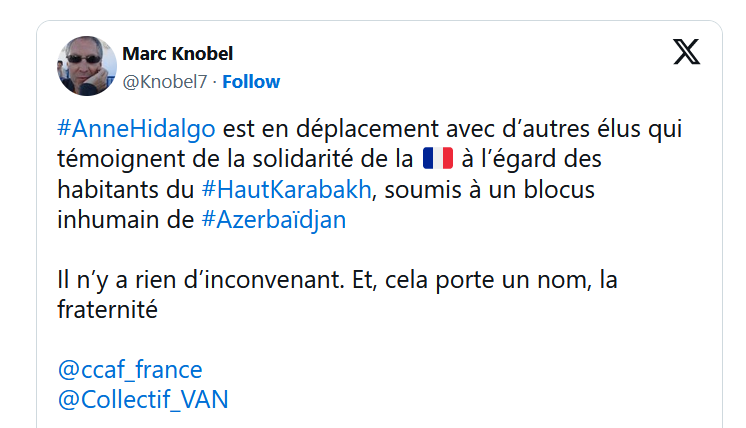 Marc Knobel
@Knobel7 · Follow
#AnneHidalgo est en déplacement avec d’autres élus qui
témoignent de la solidarité de la 🇫🇷 à l’égard des
habitants du #HautKarabakh, soumis à un blocus
inhumain de #Azerbaïdjan
Il n’y a rien d’inconvenant. Et, cela porte un nom, la
fraternité
@ccaf_france
@Collectif_VAN